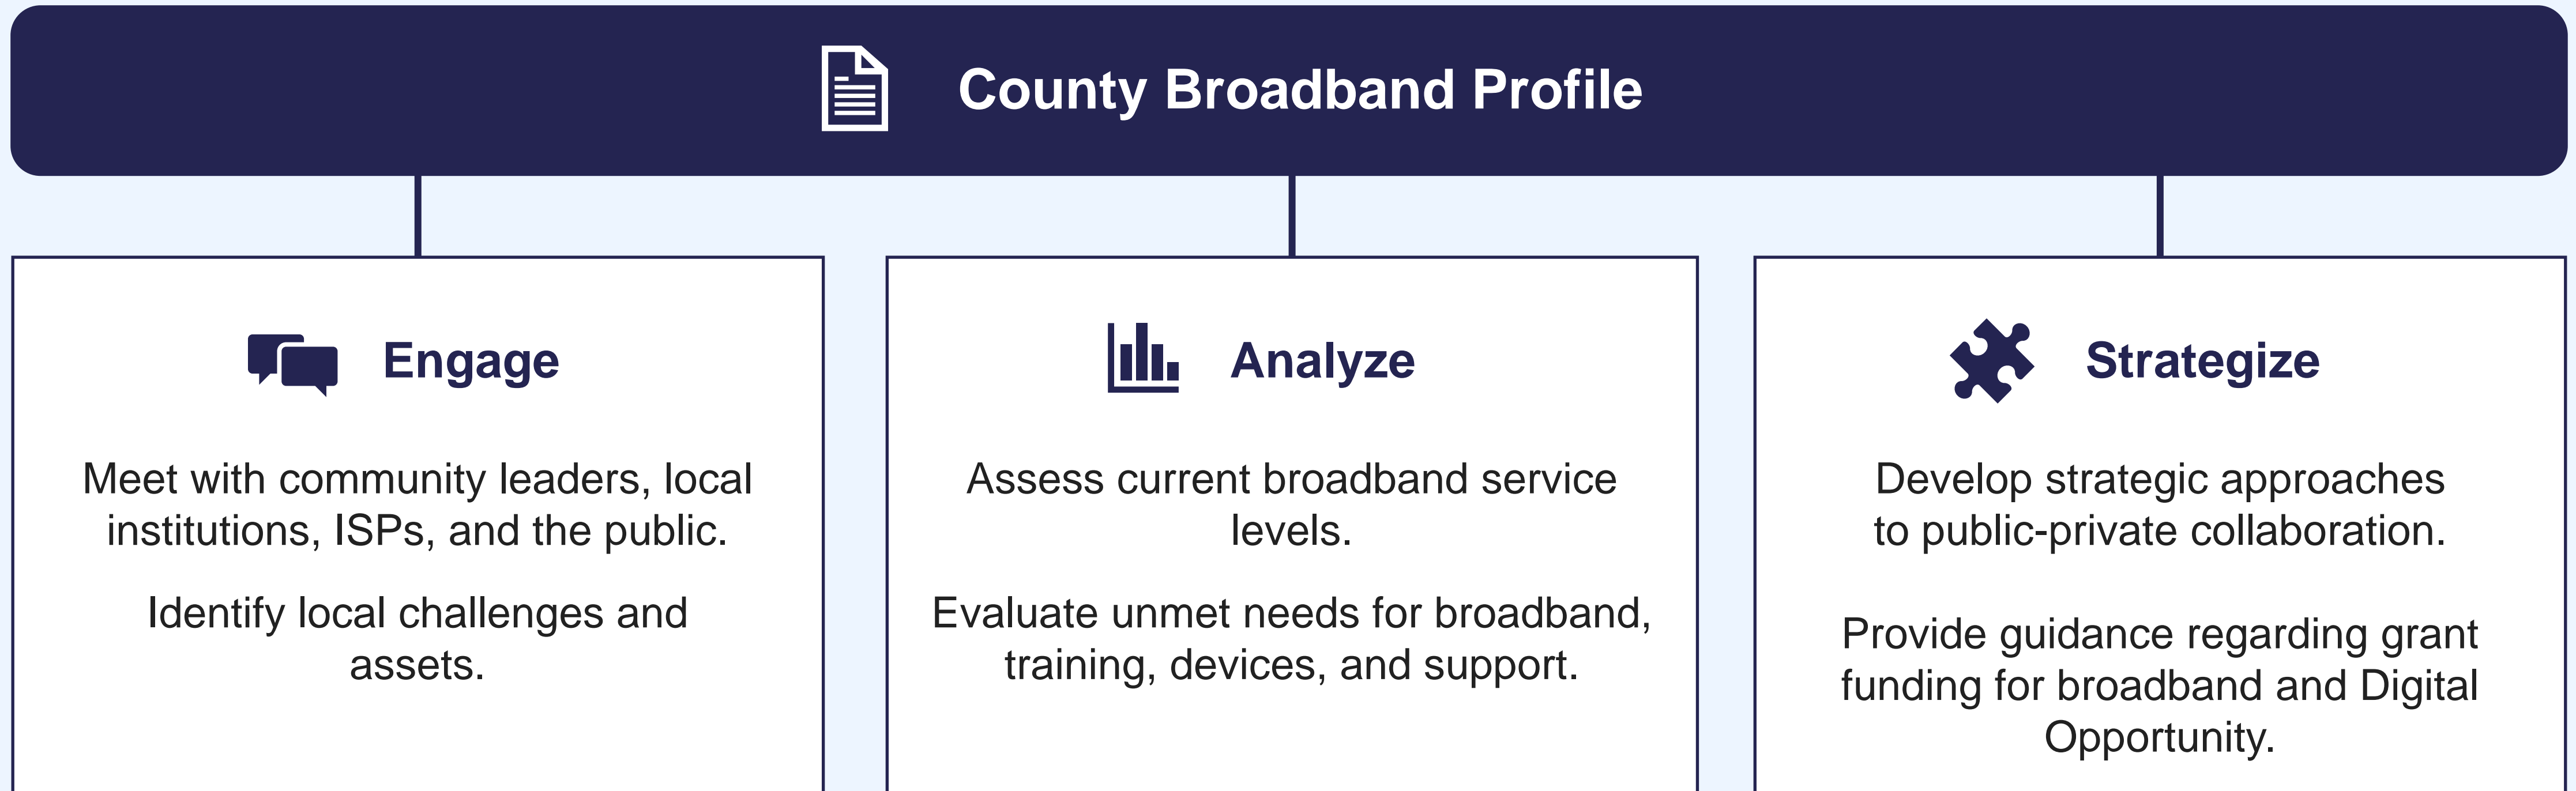 County Broadband Profile
Engage
Meet with community leaders, local
institutions, ISPs, and the public.
Identify local challenges and
assets.
Analyze
Assess current broadband service
levels.
Evaluate unmet needs for broadband,
training, devices, and support.
Strategize
Develop strategic approaches
to public-private collaboration.
Provide guidance regarding grant
funding for broadband and Digital
Opportunity.